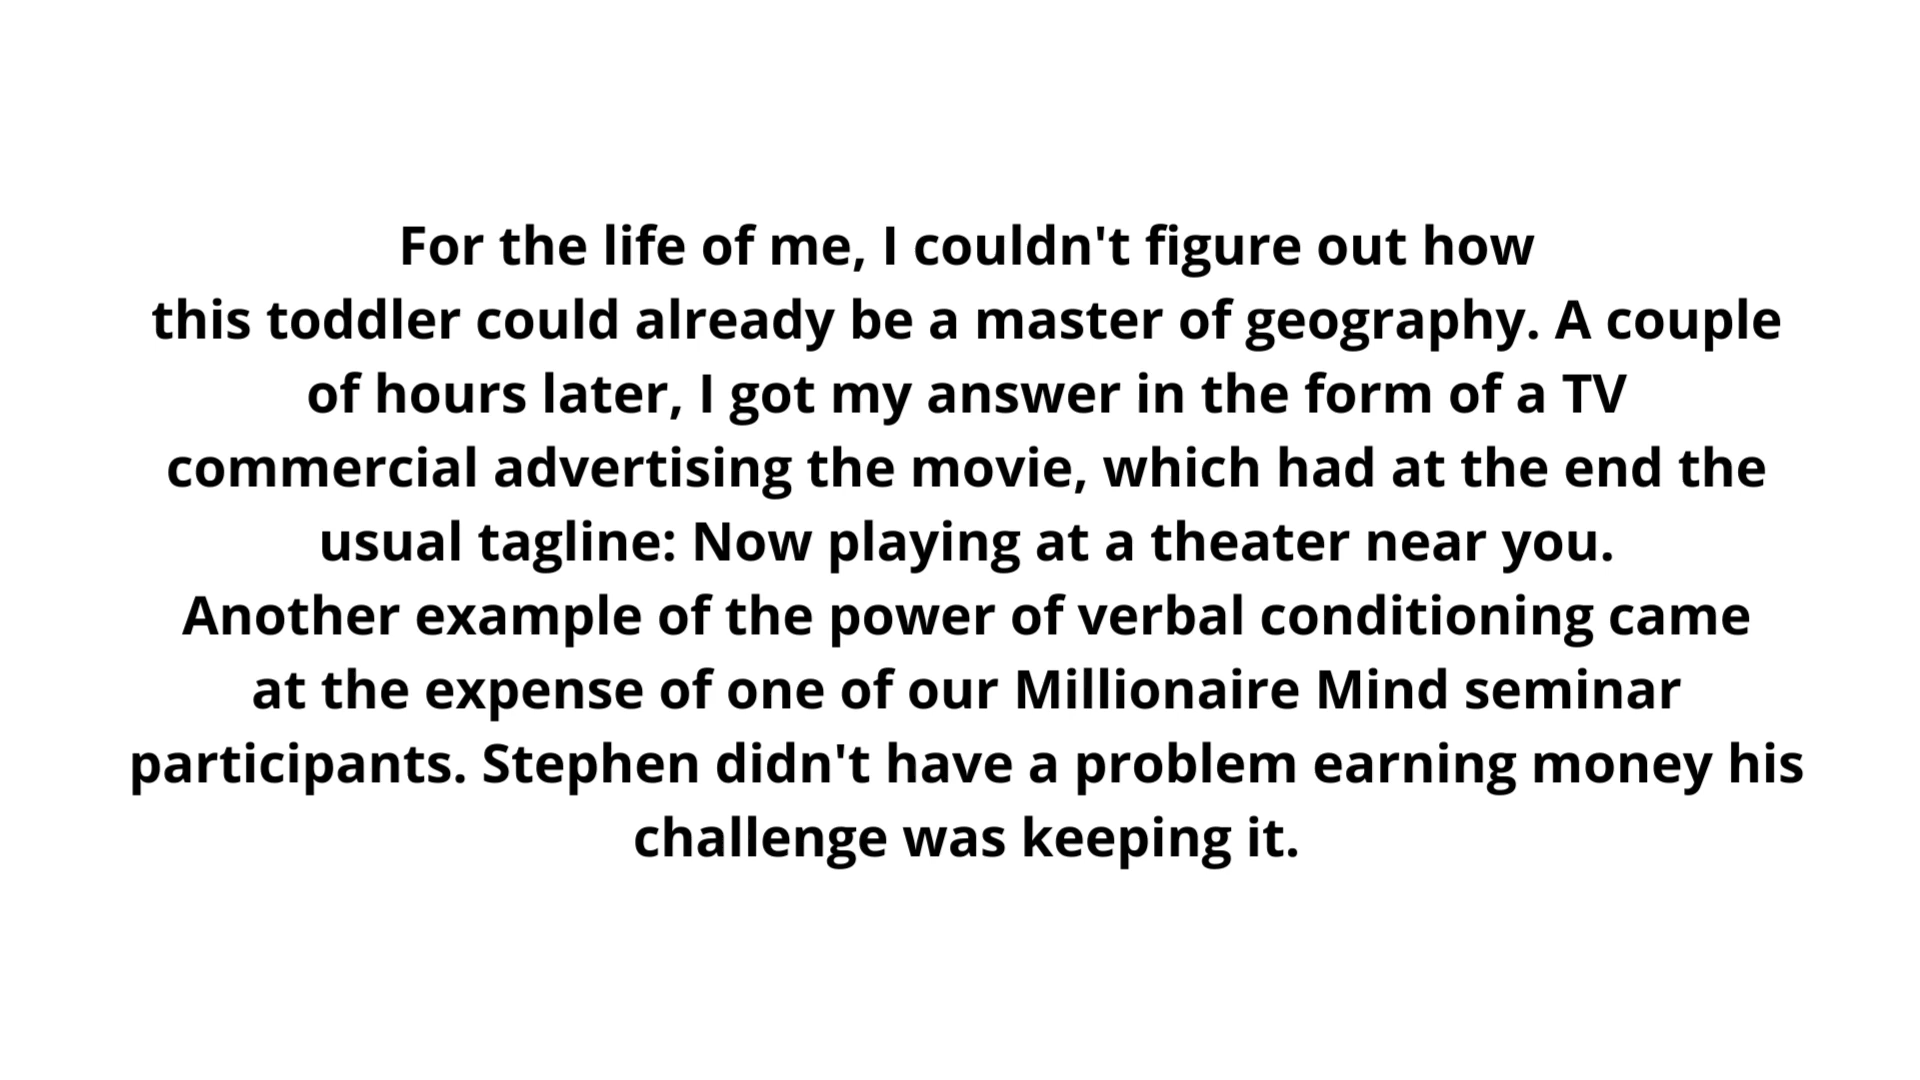 For the life of me, I couldn't figure out how
this toddler could already be a master of geography. A couple
of hours later, I got my answer in the form of a TV
commercial advertising the movie, which had at the end the
usual tagline: Now playing at a theater near you.
Another example of the power of verbal conditioning came
at the expense of one of our Millionaire Mind seminar
participants. Stephen didn't have a problem earning money his
challenge was keeping it.